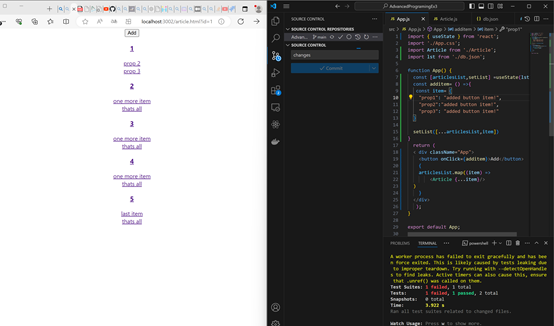 localhost:3002/article.html?id=1
Add
1
prop 2
prop 3
2
one more item
thats all
3
one more item
thats all
4
one more item
thats all
5
last item
thats all
AdvancedProgrammingEx3
SOURCE CONTROL
SOURCE CONTROL REPOSITORIES
main
SOURCE CONTROL
changes
Commit
App.js
Article.js
db.json
src > App.js > App > additem > item > "prop1"
import { useState } from 'react';
import './App.css';
import Article from './Article';
import lst from './db.json';
function App() {
const [articlesList,setList] =useState(lst
const additem= () =>{
const item= {
"prop1": "added button item!",
"prop2":"added button item!",
"prop3": "added button item!"
}
setList([...articlesList,item])
}
return (
< div className="App">
<button onClick={additem}>Add</button>
{
articlesList.map((item) =>
<Article {...item}/>
)
}
</div>
);
}
export default App;
PROBLEMS
TERMINAL
powershell
A worker process has failed to exit gracefully and has bee
n force exited. This is likely caused by tests leaking due
to improper teardown. Try running with --detectOpenHandle
s to find leaks. Active timers can also cause this, ensure
that .unref() was called on them.
Test Suites: 1 failed, 1 total
Tests: 1 failed, 1 passed, 2 total
Snapshots: 0 total
Time: 3.922 s
Ran all test suites related to changed files.
Watch Usage: Press w to show more.